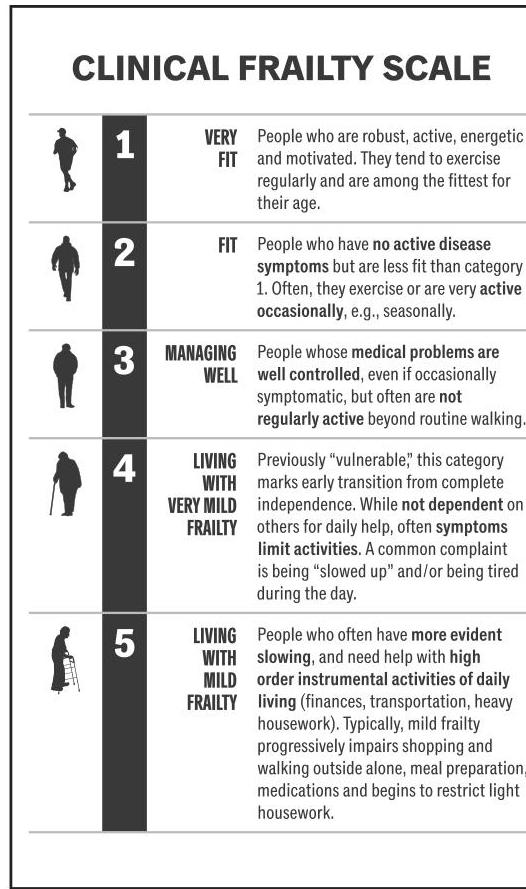 CLINICAL FRAILTY SCALE
1
VERY
FIT
People who are robust, active, energetic
and motivated. They tend to exercise
regularly and are among the fittest for
their age.
2
FIT
People who have no active disease
symptoms but are less fit than category
1. Often, they exercise or are very active
occasionally, e.g., seasonally.
3
MANAGING
WELL
People whose medical problems are
well controlled, even if occasionally
symptomatic, but often are not
regularly active beyond routine walking.
4
LIVING
WITH
VERY MILD
FRAILTY
Previously “vulnerable,” this category
marks early transition from complete
independence. While not dependent on
others for daily help, often symptoms
limit activities. A common complaint
is being “slowed up” and/or being tired
during the day.
5
LIVING
WITH
MILD
FRAILTY
People who often have more evident
slowing, and need help with high
order instrumental activities of daily
living (finances, transportation, heavy
housework). Typically, mild frailty
progressively impairs shopping and
walking outside alone, meal preparation,
medications and begins to restrict light
housework.